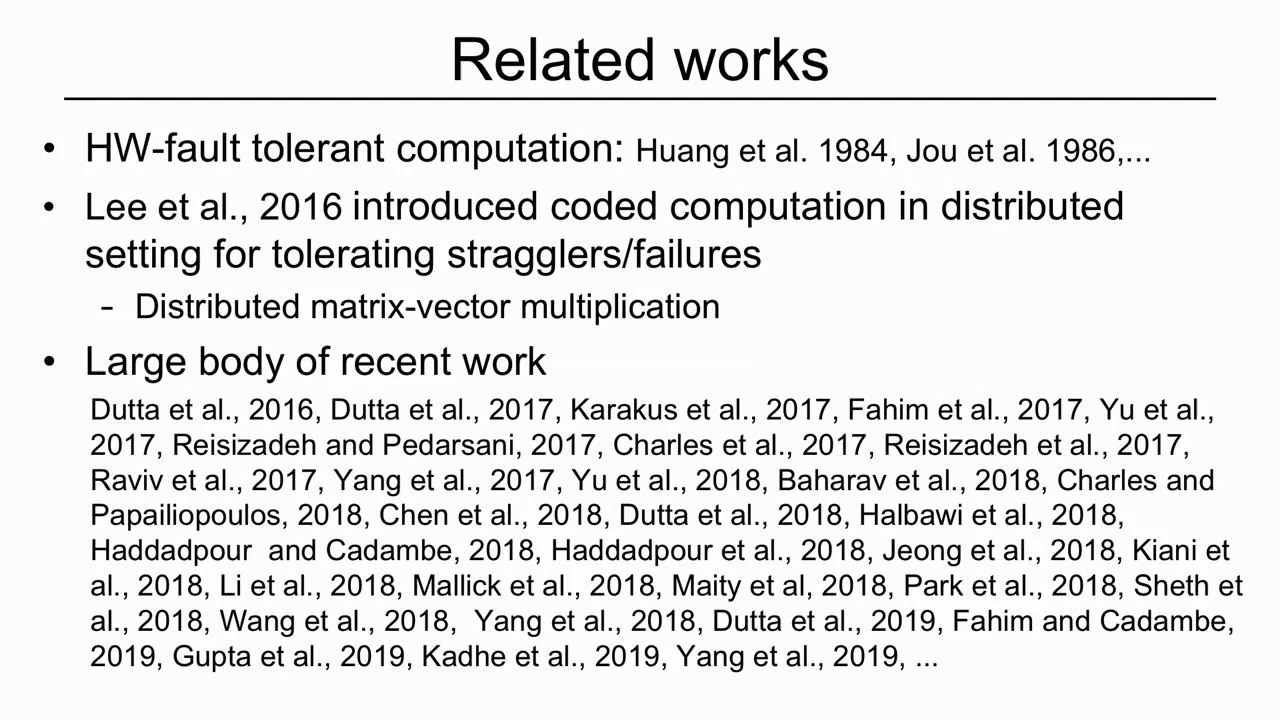 Related works
• HW-fault tolerant computation: Huang et al. 1984, Jou et al. 1986,...
• Lee et al., 2016 introduced coded computation in distributed
setting for tolerating stragglers/failures
- Distributed matrix-vector multiplication
• Large body of recent work
Dutta et al., 2016, Dutta et al., 2017, Karakus et al., 2017, Fahim et al., 2017, Yu et al.,
2017, Reisizadeh and Pedarsani, 2017, Charles et al., 2017, Reisizadeh et al., 2017,
Raviv et al., 2017, Yang et al., 2017, Yu et al., 2018, Baharav et al., 2018, Charles and
Papailiopoulos, 2018, Chen et al., 2018, Dutta et al., 2018, Halbawi et al., 2018,
Haddadpour  and Cadambe, 2018, Haddadpour et al., 2018, Jeong et al., 2018, Kiani et
al., 2018, Li et al., 2018, Mallick et al., 2018, Maity et al, 2018, Park et al., 2018, Sheth et
al., 2018, Wang et al., 2018,  Yang et al., 2018, Dutta et al., 2019, Fahim and Cadambe,
2019, Gupta et al., 2019, Kadhe et al., 2019, Yang et al., 2019, ...